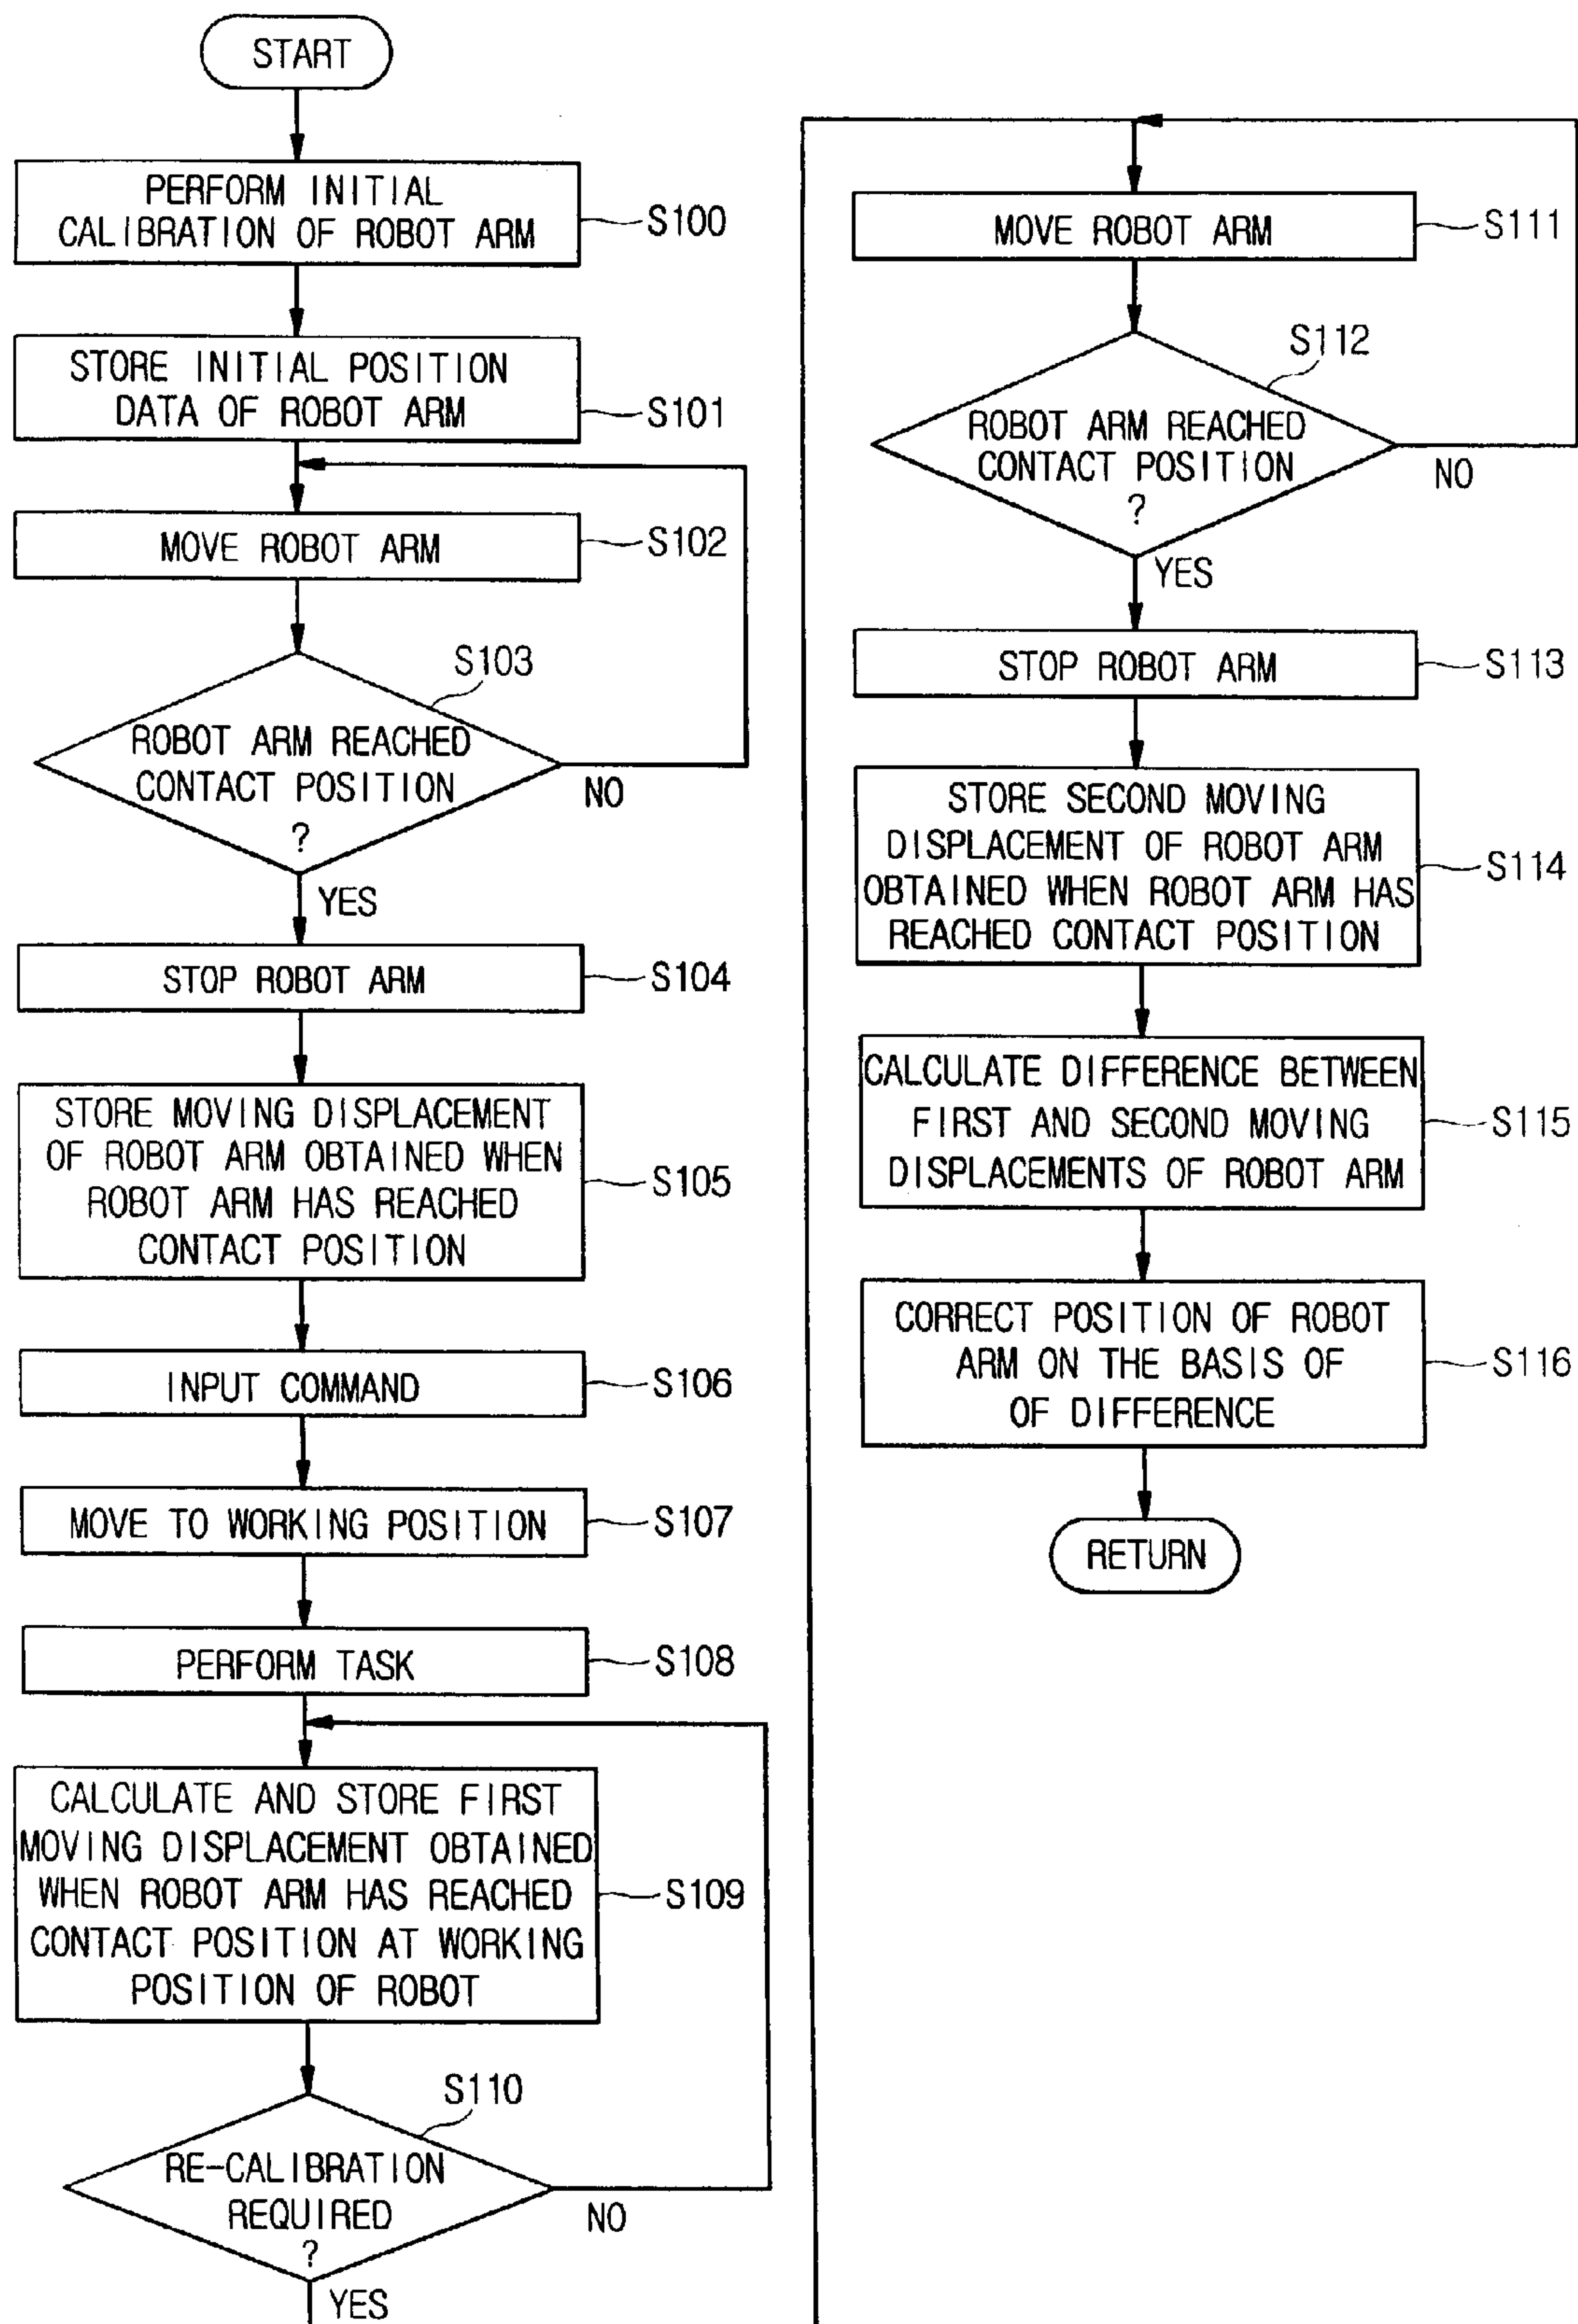 START
PERFORM INITIAL
CALIBRATION OF ROBOT ARM
S100
STORE INITIAL POSITION
DATA OF ROBOT ARM
S101
MOVE ROBOT ARM
S102
S103
ROBOT ARM REACHED
CONTACT POSITION
?
NO
YES
STOP ROBOT ARM
S104
STORE MOVING DISPLACEMENT
OF ROBOT ARM OBTAINED WHEN
ROBOT ARM HAS REACHED
CONTACT POSITION
S105
INPUT COMMAND
S106
MOVE TO WORKING POSITION
S107
PERFORM TASK
S108
CALCULATE AND STORE FIRST
MOVING DISPLACEMENT OBTAINED
WHEN ROBOT ARM HAS REACHED
CONTACT POSITION AT WORKING
POSITION OF ROBOT
S109
S110
RE-CALIBRATION
REQUIRED
?
NO
YES
MOVE ROBOT ARM
S111
S112
ROBOT ARM REACHED
CONTACT POSITION
?
NO
YES
STOP ROBOT ARM
S113
STORE SECOND MOVING
DISPLACEMENT OF ROBOT ARM
OBTAINED WHEN ROBOT ARM HAS
REACHED CONTACT POSITION
S114
CALCULATE DIFFERENCE BETWEEN
FIRST AND SECOND MOVING
DISPLACEMENTS OF ROBOT ARM
S115
CORRECT POSITION OF ROBOT
ARM ON THE BASIS OF
OF DIFFERENCE
S116
RETURN